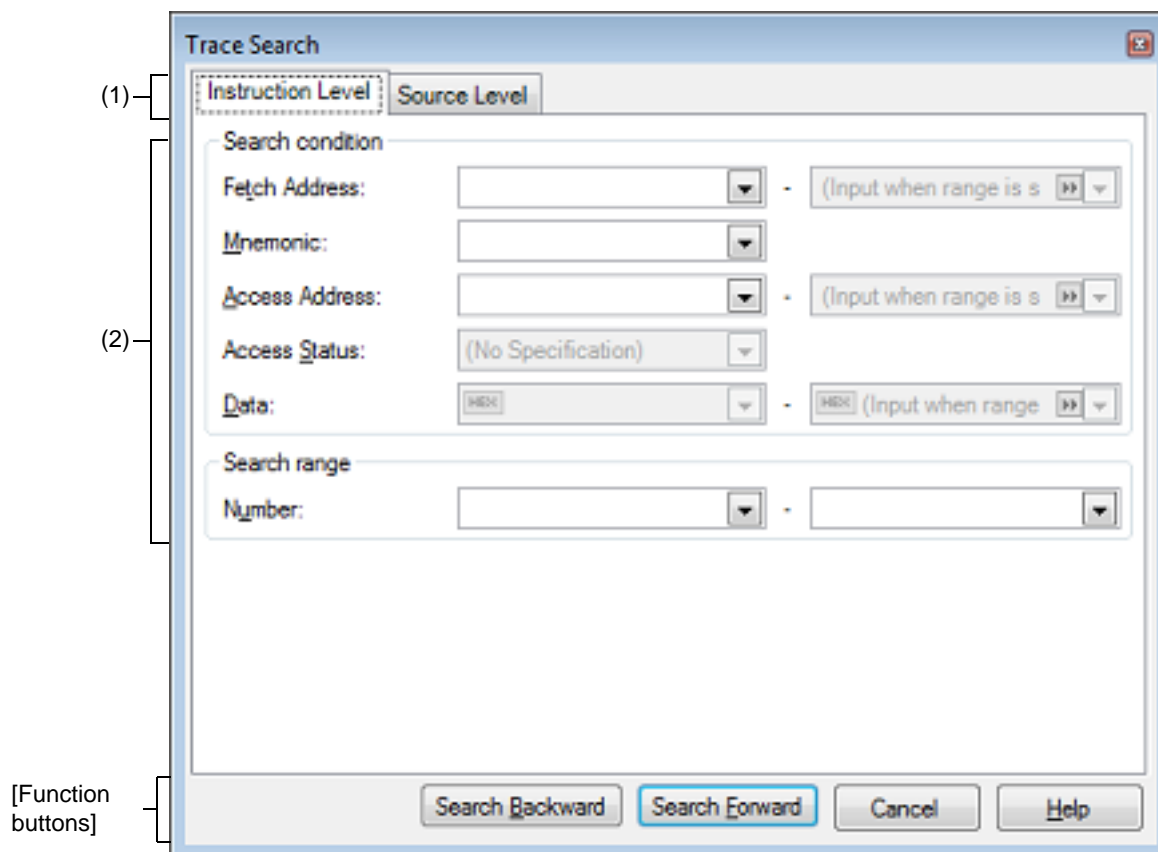 Trace Search
(1)
Instruction Level Source Level
Search condition
Fetch Address: - (Input when range is s
Mnemonic:
Access Address: - (Input when range is s
(2)
Access Status: (No Specification)
Data: HEX - HEX (Input when range
Search range
Number: -
[Function buttons]
Search Backward Search Forward Cancel Help